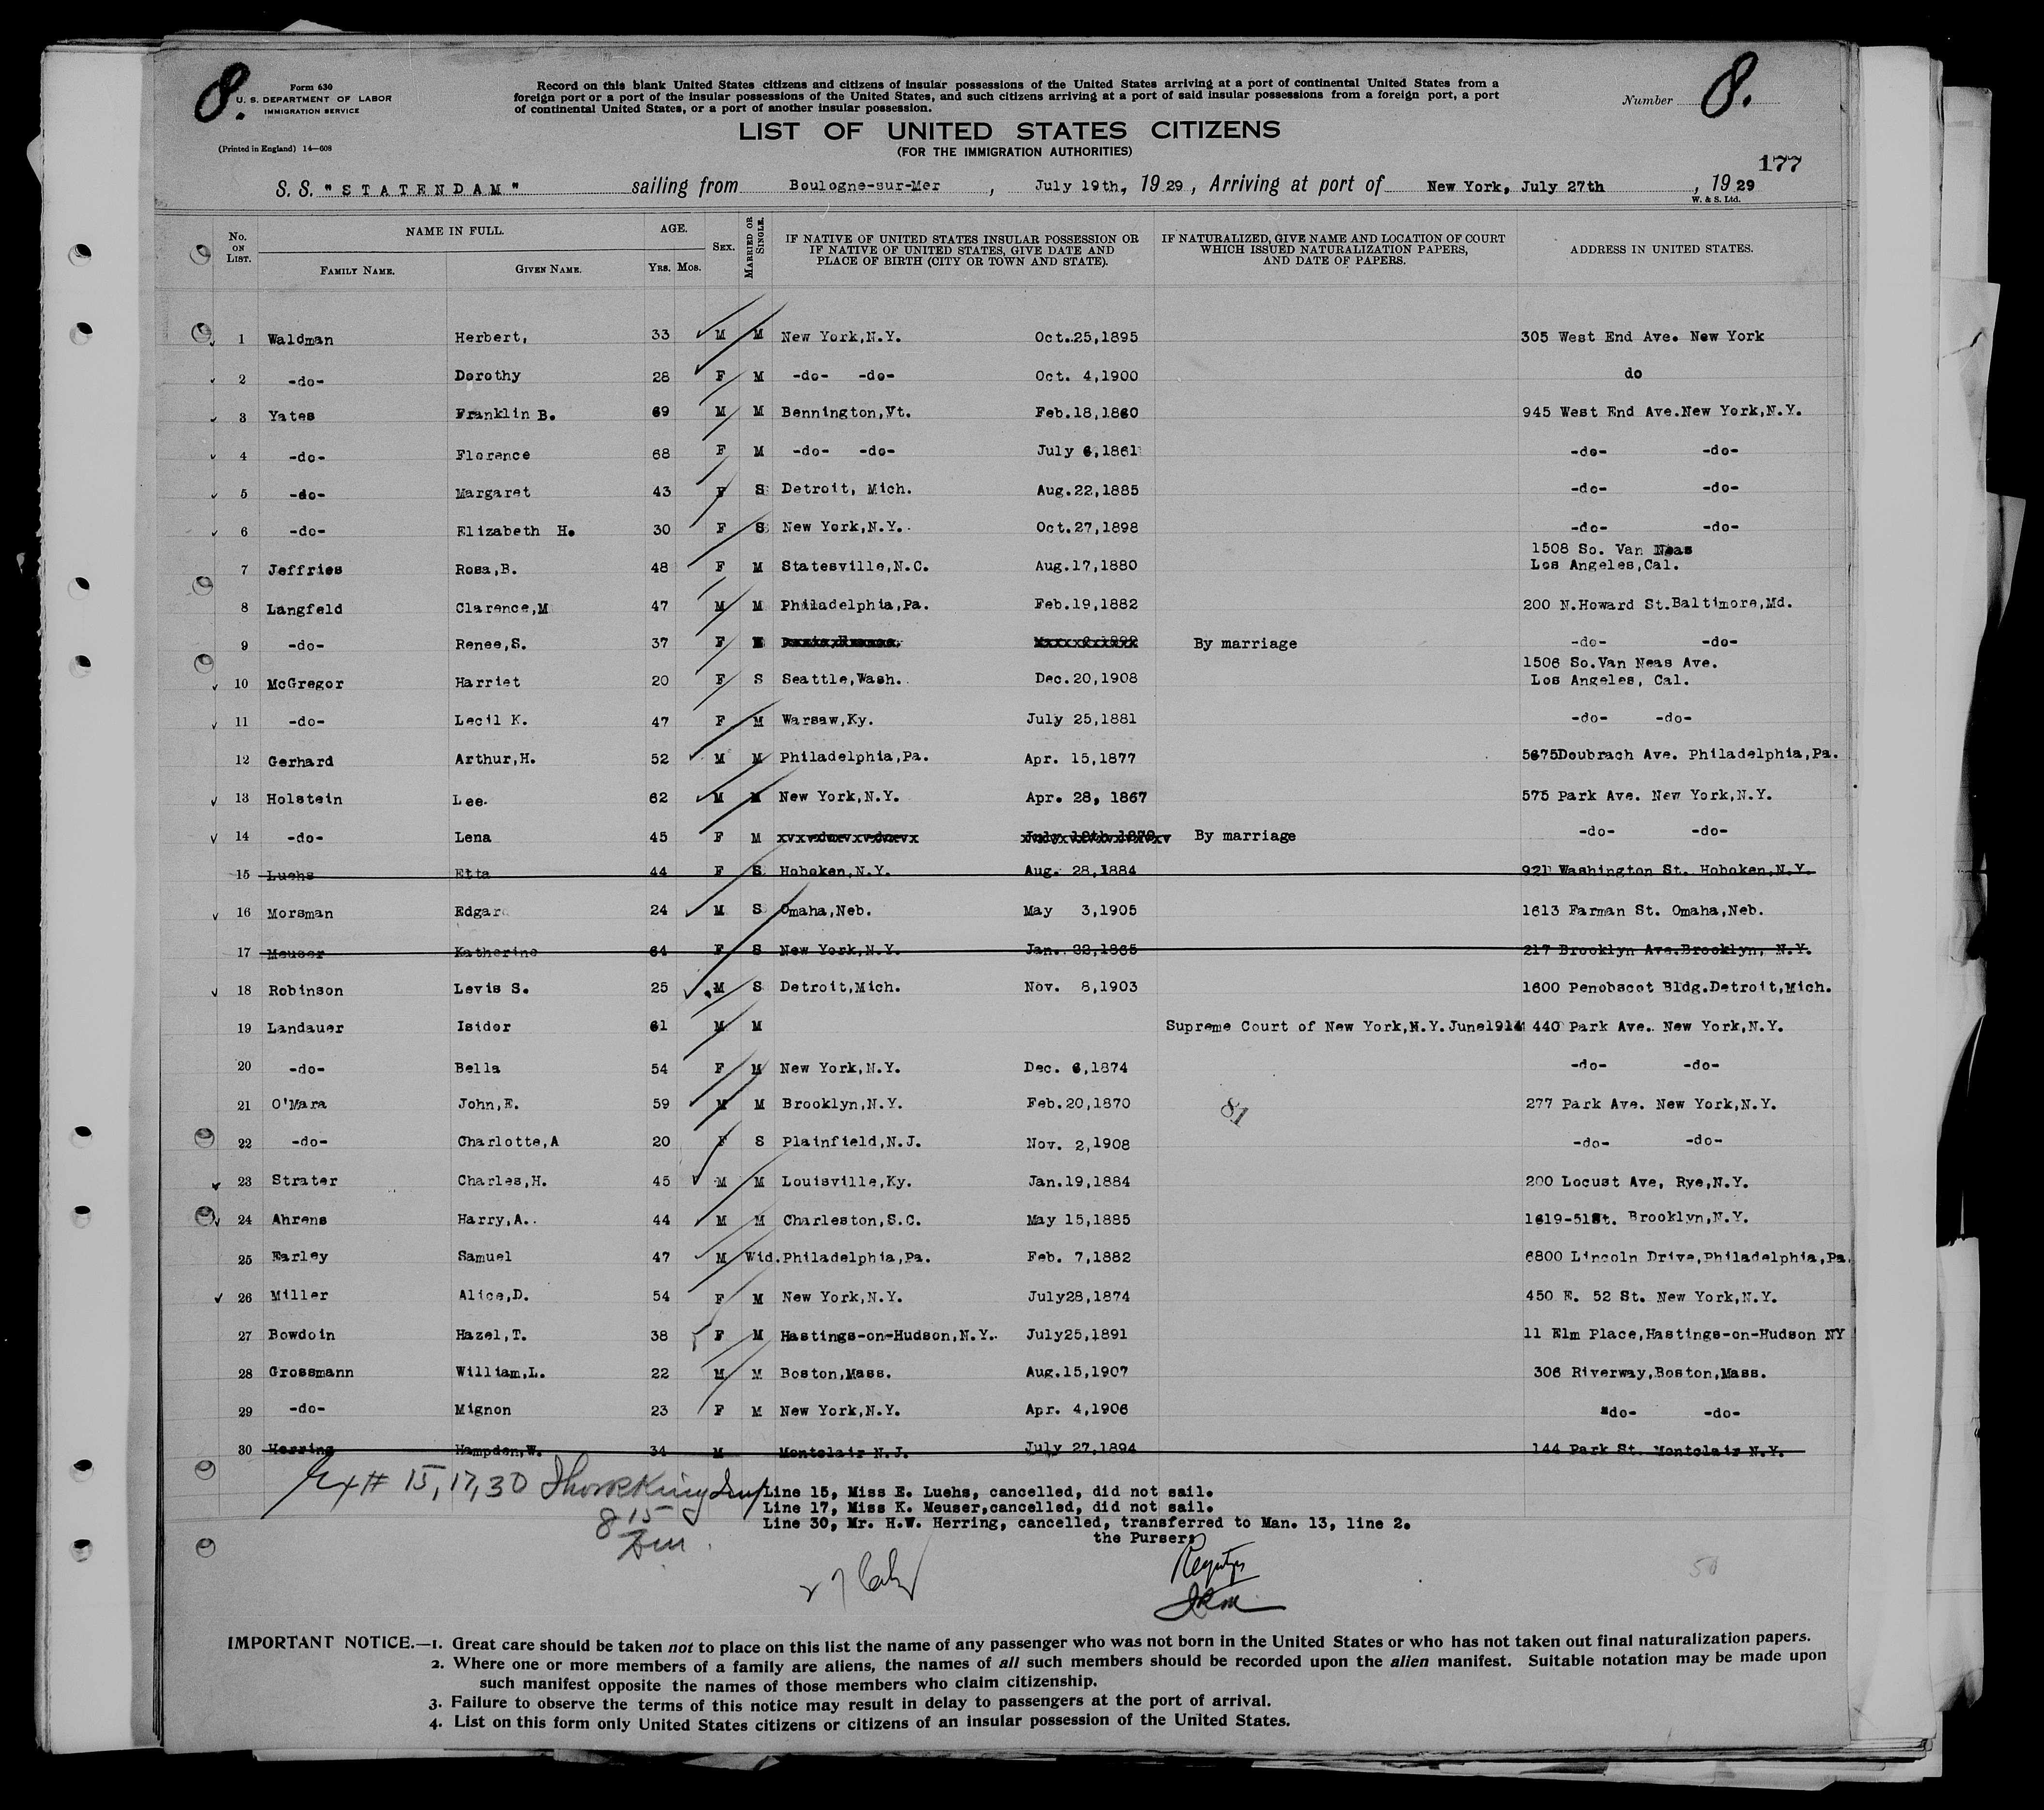 8.
Form 630
U. S. DEPARTMENT OF LABOR
IMMIGRATION SERVICE
(Printed in England) 14—608
Record on this blank United States citizens and citizens of insular possessions of the United States arriving at a port of continental United States from a
foreign port or a port of the insular possessions of the United States, and such citizens arriving at a port of said insular possessions from a foreign port, a port
of continental United States, or a port of another insular possession.
Number 8.
LIST OF UNITED STATES CITIZENS
(FOR THE IMMIGRATION AUTHORITIES)
177
S. S. "STATENDAM" sailing from Boulogne-sur-Mer, July 19th, 1929, Arriving at port of New York, July 27th, 1929
W. & S. Ltd.
No. ON LIST. NAME IN FULL. FAMILY NAME. GIVEN NAME. AGE. YRS. MOS. SEX. MARRIED OR SINGLE. IF NATIVE OF UNITED STATES INSULAR POSSESSION OR IF NATIVE OF UNITED STATES, GIVE DATE AND PLACE OF BIRTH (CITY OR TOWN AND STATE). IF NATURALIZED, GIVE NAME AND LOCATION OF COURT WHICH ISSUED NATURALIZATION PAPERS, AND DATE OF PAPERS. ADDRESS IN UNITED STATES.
1 Waldman Herbert, 33 M M New York,N.Y. Oct.25,1895 305 West End Ave. New York
2 -do- Dorothy 28 F M -do- -do- Oct. 4,1900 do
3 Yates Franklin B. 69 M M Bennington,Vt. Feb.18,1860 945 West End Ave.New York,N.Y.
4 -do- Florence 68 F M -do- -do- July 6,1861 -do- -do-
5 -do- Margaret 43 F S Detroit, Mich. Aug.22,1885 -do- -do-
6 -do- Elizabeth H. 30 F S New York,N.Y. Oct.27,1898 -do- -do-
7 Jeffries Rosa,B. 48 F M Statesville,N.C. Aug.17,1880 1508 So. Van Neas Los Angeles,Cal.
8 Langfeld Clarence,M 47 M M Philadelphia,Pa. Feb.19,1882 200 N.Howard St.Baltimore,Md.
9 -do- Renee,S. 37 F By marriage -do- -do-
10 McGregor Harriet 20 F S Seattle,Wash. Dec.20,1908 1506 So.Van Neas Ave. Los Angeles, Cal.
11 -do- Lecil K. 47 F M Warsaw,Ky. July 25,1881 -do- -do-
12 Gerhard Arthur,H. 52 M M Philadelphia,Pa. Apr. 15,1877 5675Doubrach Ave. Philadelphia,Pa.
13 Holstein Lee. 62 M M New York,N.Y. Apr. 28, 1867 575 Park Ave. New York,N.Y.
14 -do- Lena 45 F M By marriage -do- -do-
15 Luehs Etta 44 F S Hoboken,N.Y. Aug. 28,1884 921 Washington St. Hoboken,N.Y.
16 Morsman Edgar 24 M S Omaha,Neb. May 3,1905 1613 Farman St. Omaha,Neb.
17 Meuser Katherine 64 F S New York,N.Y. Jan. 22,1865 217 Brooklyn Ave.Brooklyn, N.Y.
18 Robinson Levis S. 25 M S Detroit,Mich. Nov. 8,1903 1600 Penobscot Bldg.Detroit,Mich.
19 Landauer Isidor 61 M M Supreme Court of New York,N.Y.June1914 440 Park Ave. New York,N.Y.
20 -do- Bella 54 F M New York,N.Y. Dec. 6,1874 -do- -do-
21 O'Mara John,E. 59 M M Brooklyn,N.Y. Feb.20,1870 277 Park Ave. New York,N.Y.
81
22 -do- Charlotte,A 20 F S Plainfield,N.J. Nov. 2,1908 -do- -do-
23 Strater Charles,H. 45 M M Louisville,Ky. Jan.19,1884 200 Locust Ave, Rye,N.Y.
24 Ahrens Harry,A. 44 M M Charleston,S.C. May 15,1885 1619-51St. Brooklyn,N.Y.
25 Earley Samuel 47 M Wid. Philadelphia,Pa. Feb. 7,1882 6800 Lincoln Drive,Philadelphia,Pa.
26 Miller Alice,D. 54 F M New York,N.Y. July28,1874 450 E. 52 St. New York,N.Y.
27 Bowdoin Hazel,T. 38 F M Hastings-on-Hudson,N.Y. July25,1891 11 Elm Place,Hastings-on-Hudson NY
28 Grossmann William,L. 22 M M Boston,Mass. Aug.15,1907 306 Riverway,Boston,Mass.
29 -do- Mignon 23 F M New York,N.Y. Apr. 4,1906 -do- -do-
30 Herring Hampden,W. 34 M Montclair N.J. July 27,1894 144 Park St. Montclair N.Y.
15, 17, 30
Line 15, Miss E. Luehs, cancelled, did not sail.
Line 17, Miss K. Meuser,cancelled, did not sail.
Line 30, Mr. H.W. Herring, cancelled, transferred to Man. 13, line 2.
the Purser:
8 15
IMPORTANT NOTICE.—1. Great care should be taken not to place on this list the name of any passenger who was not born in the United States or who has not taken out final naturalization papers.
2. Where one or more members of a family are aliens, the names of all such members should be recorded upon the alien manifest. Suitable notation may be made upon
such manifest opposite the names of those members who claim citizenship.
3. Failure to observe the terms of this notice may result in delay to passengers at the port of arrival.
4. List on this form only United States citizens or citizens of an insular possession of the United States.